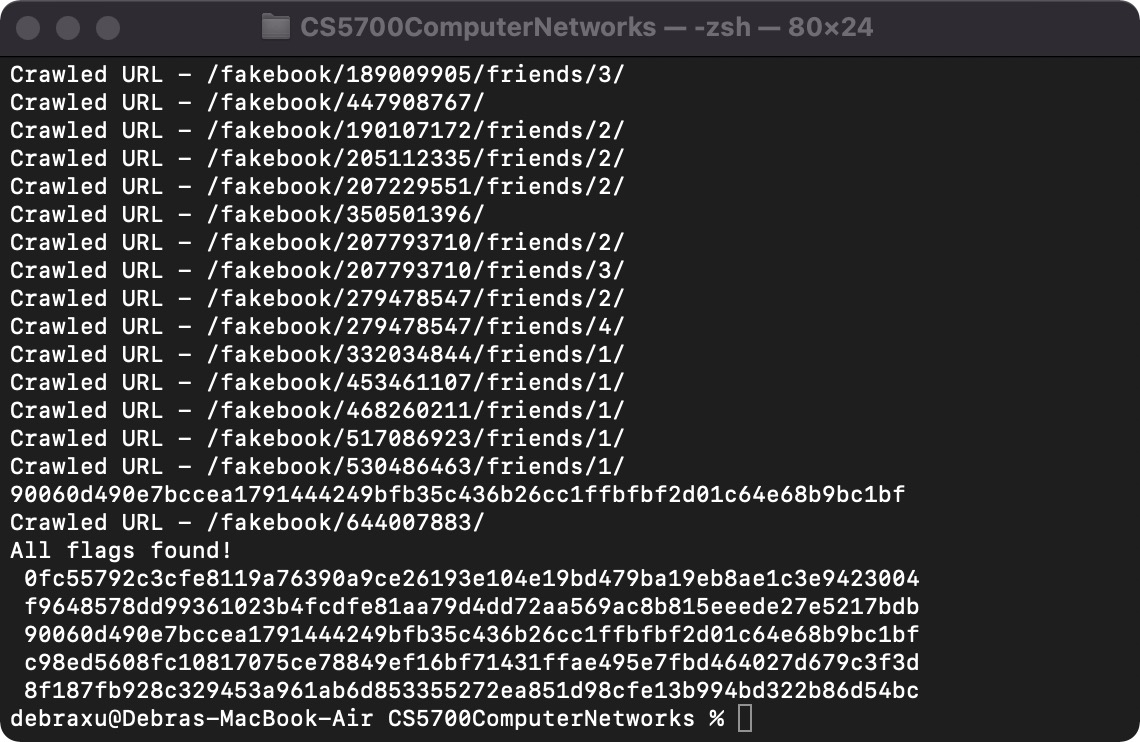 CS5700ComputerNetworks — -zsh — 80×24
Crawled URL - /fakebook/189009905/friends/3/
Crawled URL - /fakebook/447908767/
Crawled URL - /fakebook/190107172/friends/2/
Crawled URL - /fakebook/205112335/friends/2/
Crawled URL - /fakebook/207229551/friends/2/
Crawled URL - /fakebook/350501396/
Crawled URL - /fakebook/207793710/friends/2/
Crawled URL - /fakebook/207793710/friends/3/
Crawled URL - /fakebook/279478547/friends/2/
Crawled URL - /fakebook/279478547/friends/4/
Crawled URL - /fakebook/332034844/friends/1/
Crawled URL - /fakebook/453461107/friends/1/
Crawled URL - /fakebook/468260211/friends/1/
Crawled URL - /fakebook/517086923/friends/1/
Crawled URL - /fakebook/530486463/friends/1/
90060d490e7bccea1791444249bfb35c436b26cc1ffbfbf2d01c64e68b9bc1bf
Crawled URL - /fakebook/644007883/
All flags found!
0fc55792c3cfe8119a76390a9ce26193e104e19bd479ba19eb8ae1c3e9423004
f9648578dd99361023b4fcdfe81aa79d4dd72aa569ac8b815eeede27e5217bdb
90060d490e7bccea1791444249bfb35c436b26cc1ffbfbf2d01c64e68b9bc1bf
c98ed5608fc10817075ce78849ef16bf71431ffae495e7fbd464027d679c3f3d
8f187fb928c329453a961ab6d853355272ea851d98cfe13b994bd322b86d54bc
debraxu@Debras-MacBook-Air CS5700ComputerNetworks %